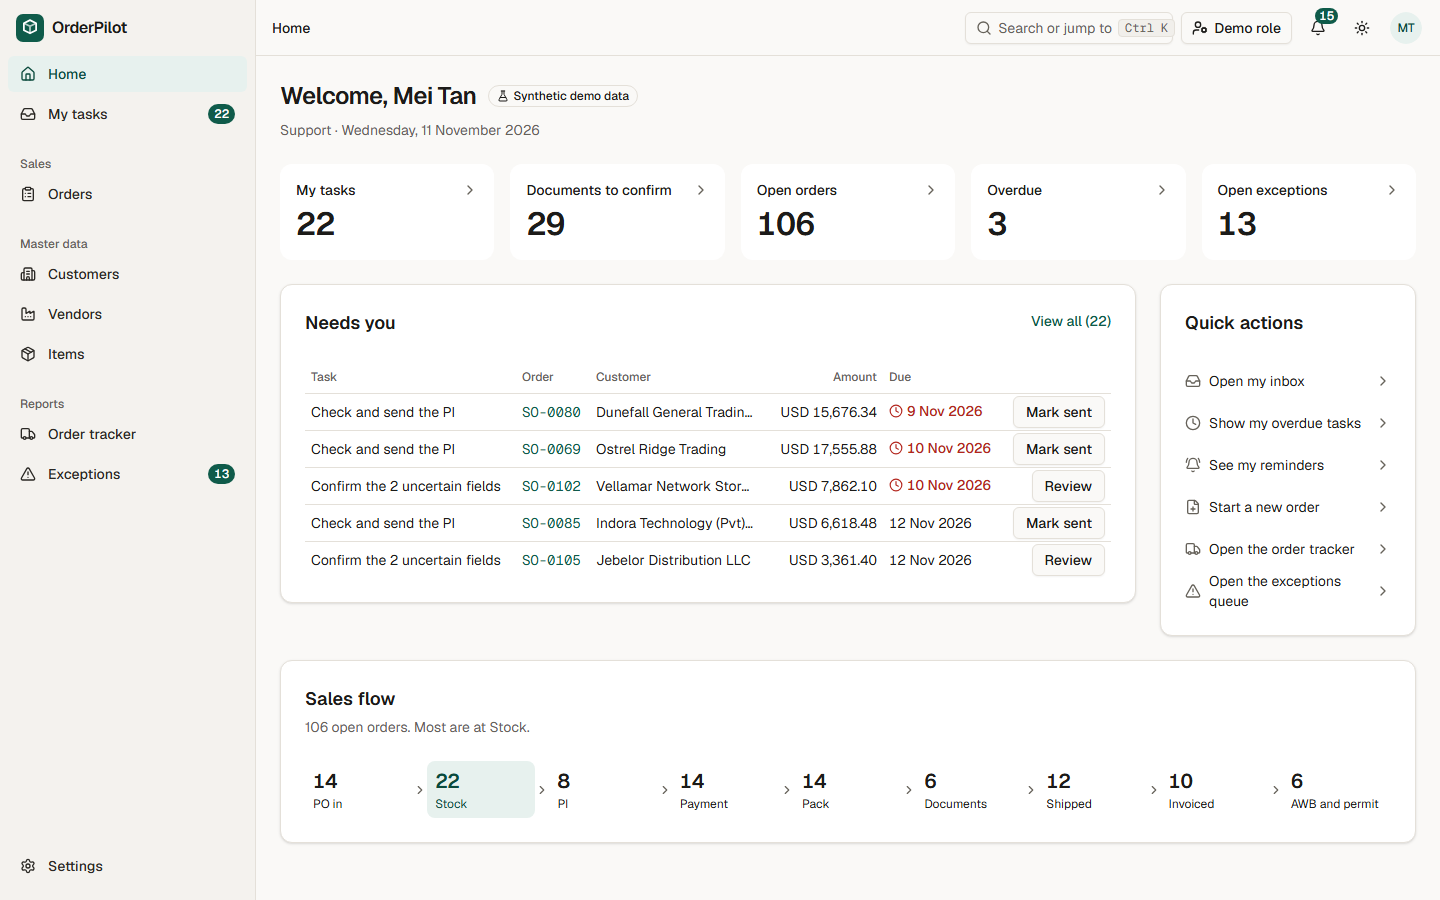 OrderPilot
Home
My tasks 22
Sales
Orders
Master data
Customers
Vendors
Items
Reports
Order tracker
Exceptions 13
Settings
Home
Search or jump to Ctrl K
Demo role
15
MT
Welcome, Mei Tan
Synthetic demo data
Support · Wednesday, 11 November 2026
My tasks
22
Documents to confirm
29
Open orders
106
Overdue
3
Open exceptions
13
Needs you
View all (22)
Task Order Customer Amount Due
Check and send the PI SO-0080 Dunefall General Tradin... USD 15,676.34 9 Nov 2026 Mark sent
Check and send the PI SO-0069 Ostrel Ridge Trading USD 17,555.88 10 Nov 2026 Mark sent
Confirm the 2 uncertain fields SO-0102 Vellamar Network Stor... USD 7,862.10 10 Nov 2026 Review
Check and send the PI SO-0085 Indora Technology (Pvt)... USD 6,618.48 12 Nov 2026 Mark sent
Confirm the 2 uncertain fields SO-0105 Jebelor Distribution LLC USD 3,361.40 12 Nov 2026 Review
Quick actions
Open my inbox
Show my overdue tasks
See my reminders
Start a new order
Open the order tracker
Open the exceptions
queue
Sales flow
106 open orders. Most are at Stock.
14 22 8 14 14 6 12 10 6
PO in Stock PI Payment Pack Documents Shipped Invoiced AWB and permit